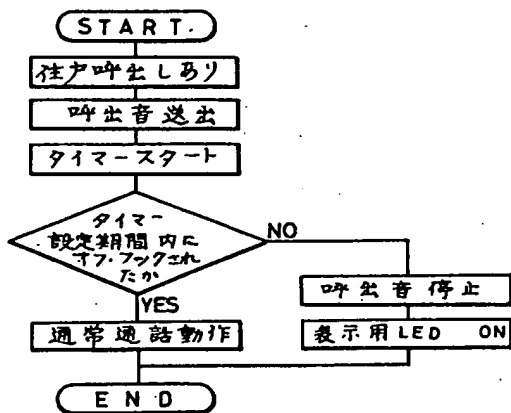 START.
住戸呼出しあり
呼出音送出
タイマースタート
タイマー
設定期間内に
オフ・フックされ
たか
NO
YES
呼出音停止
通常通話動作
表示用LED ON
END